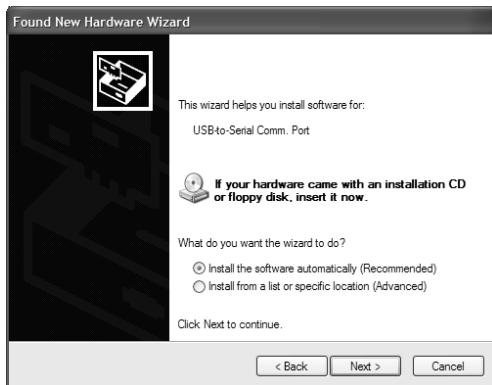 Found New Hardware Wizard
This wizard helps you install software for:
USB-to-Serial Comm. Port
If your hardware came with an installation CD
or floppy disk, insert it now.
What do you want the wizard to do?
Install the software automatically (Recommended)
Install from a list or specific location (Advanced)
Click Next to continue.
< Back Next > Cancel